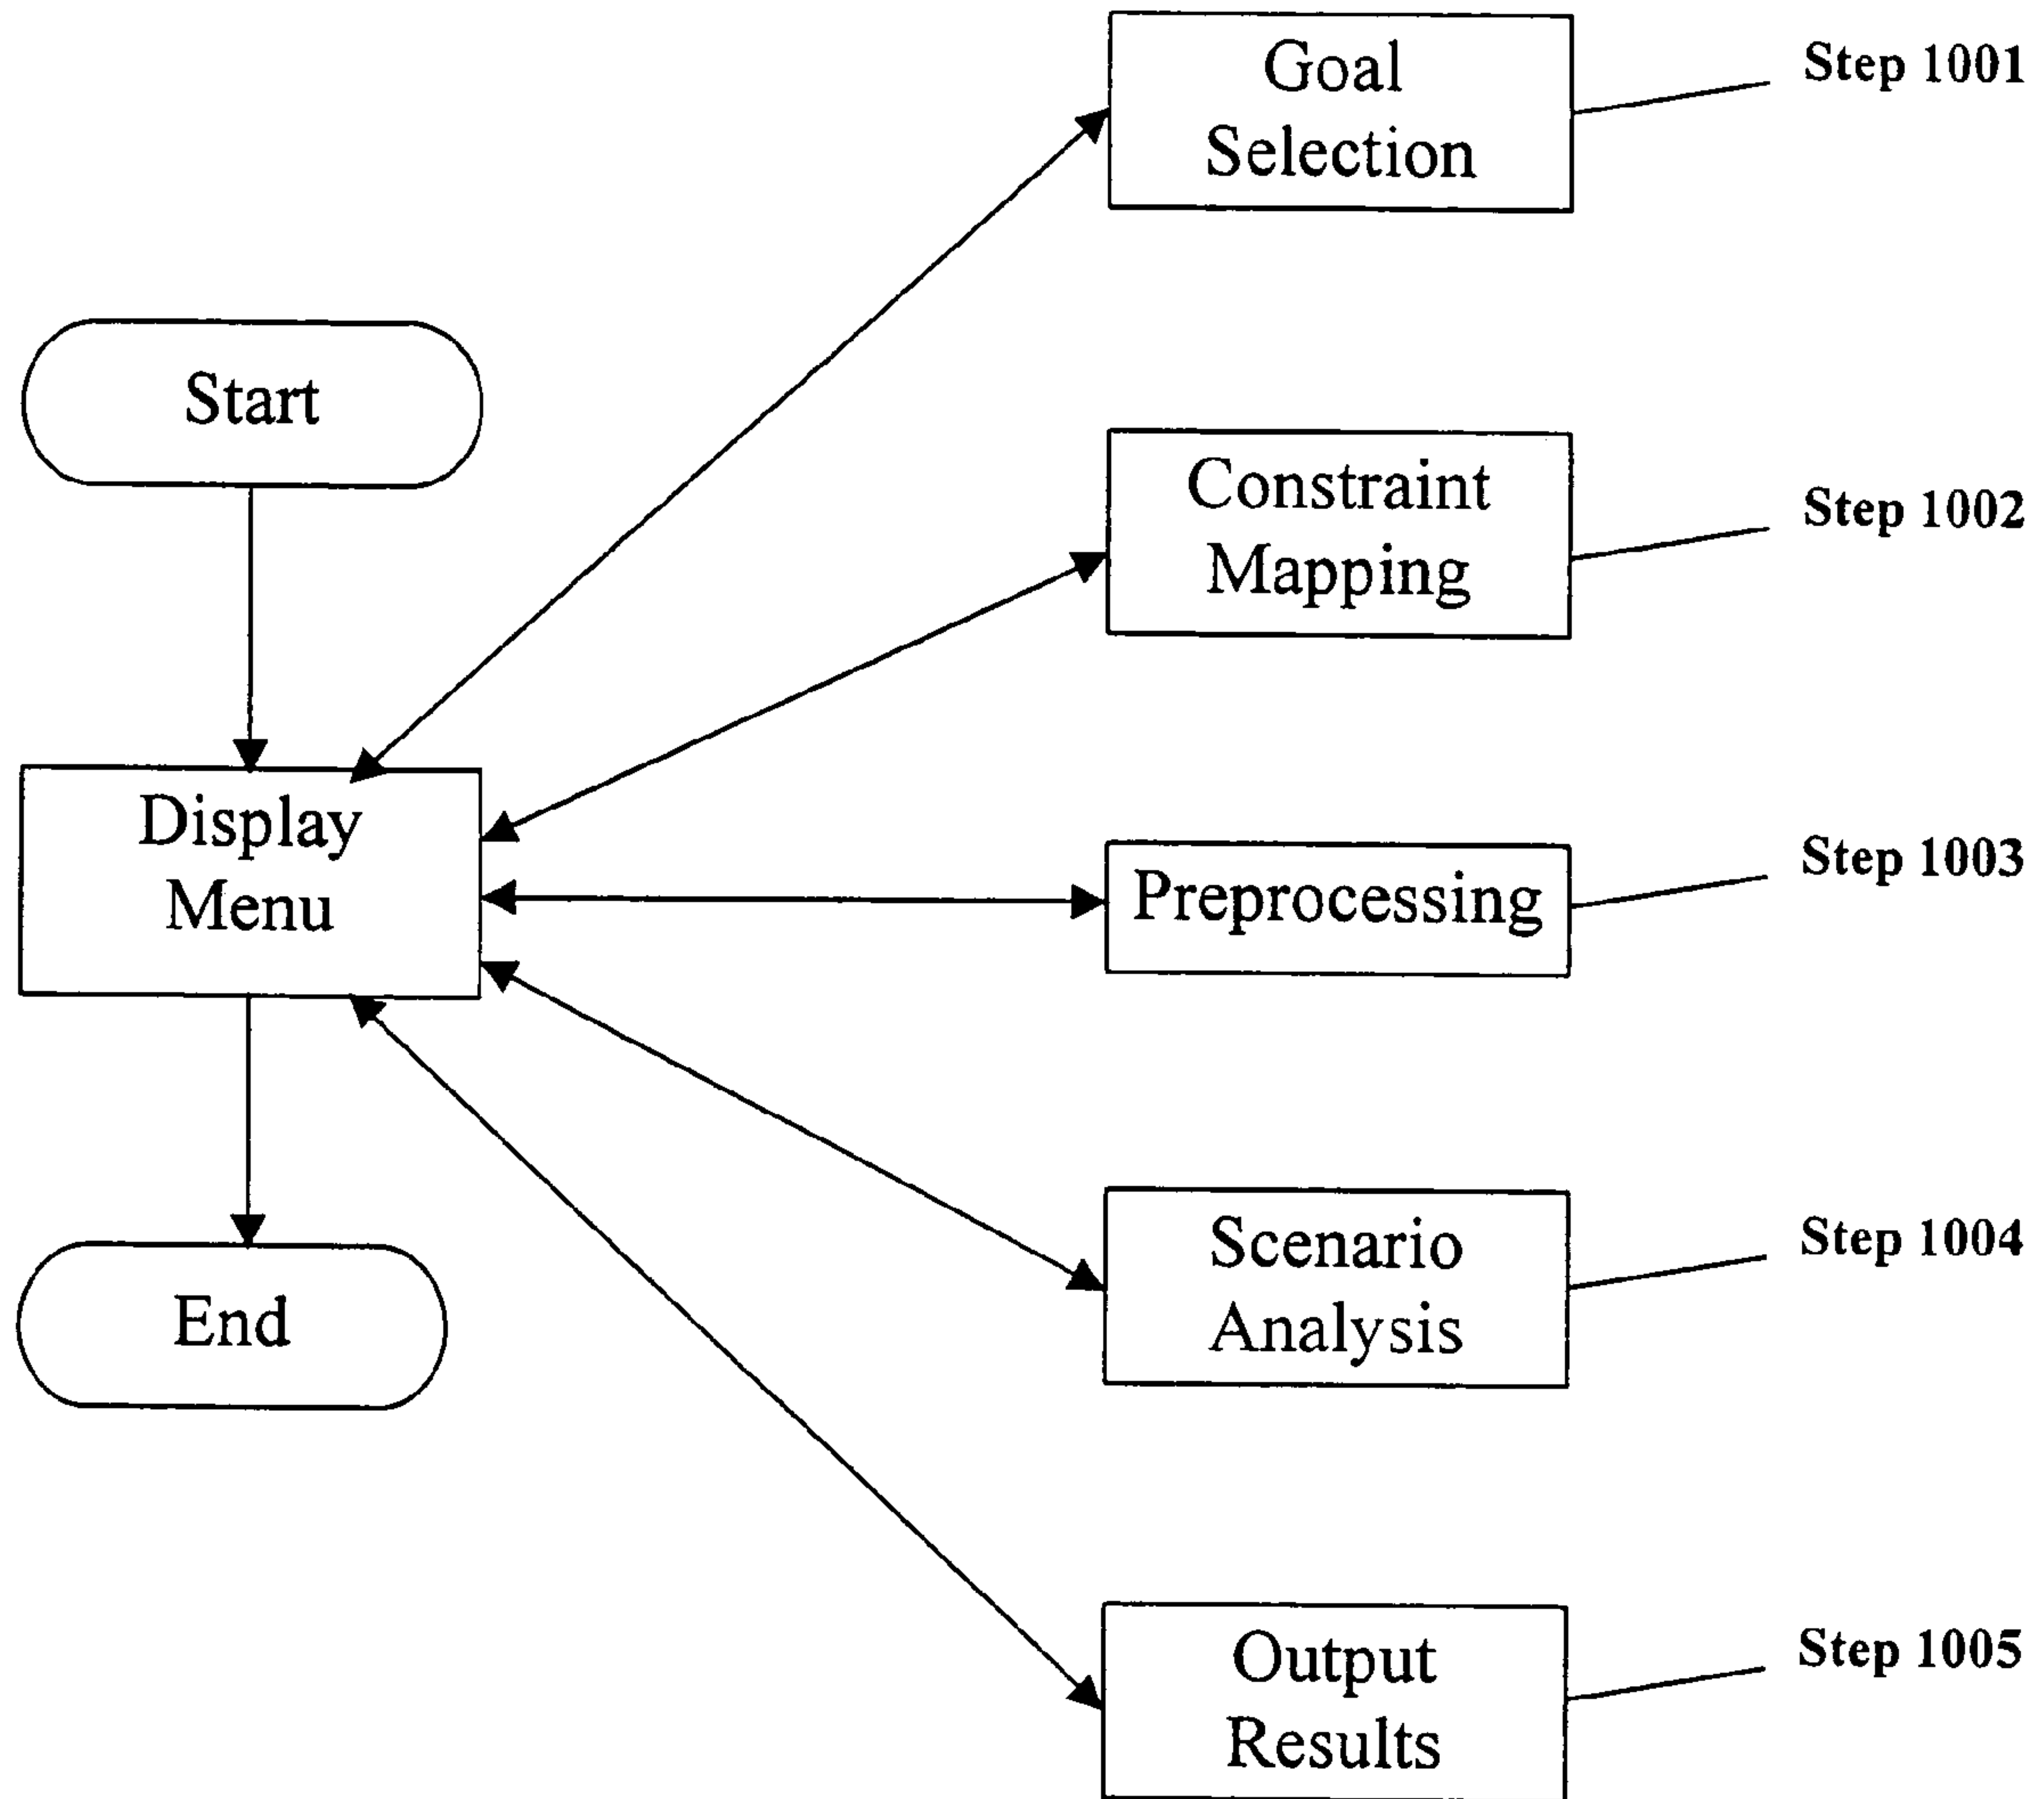 Goal
Selection
Step 1001
Start
Constraint
Mapping
Step 1002
Display
Menu
Preprocessing
Step 1003
Scenario
Analysis
Step 1004
End
Output
Results
Step 1005